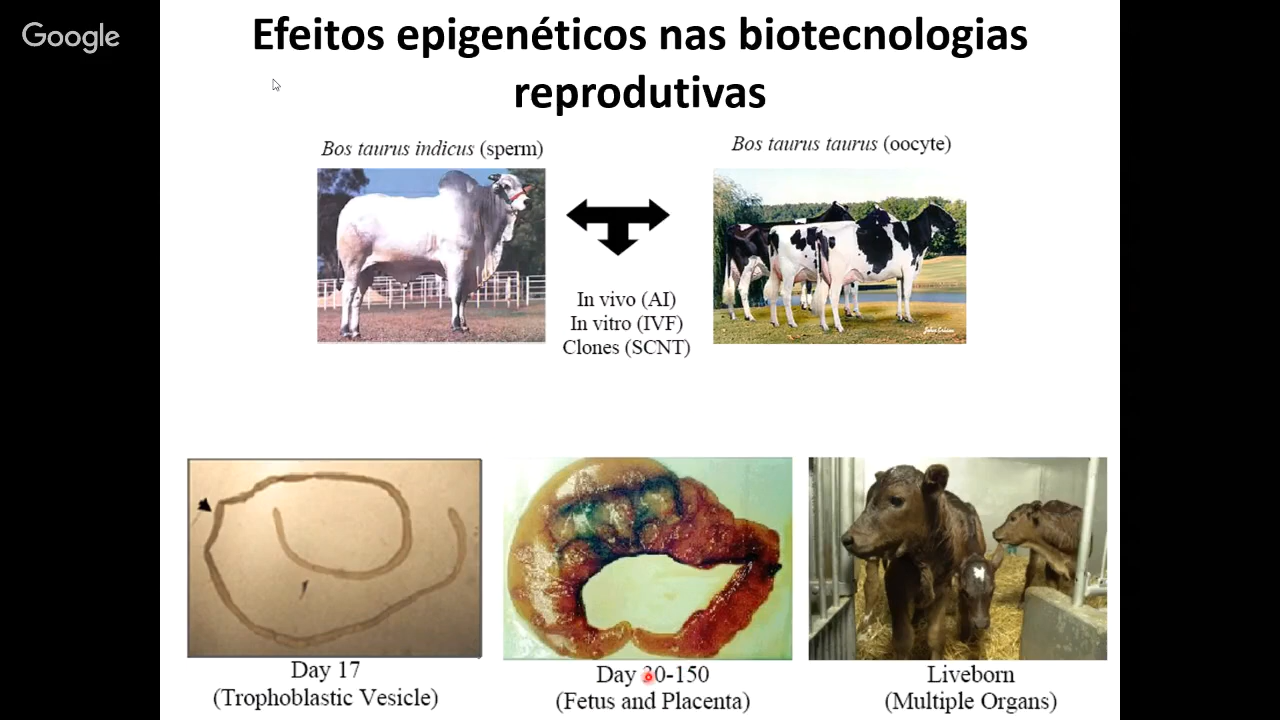 Google
Efeitos epigenéticos nas biotecnologias
reprodutivas
Bos taurus indicus (sperm)
Bos taurus taurus (oocyte)
In vivo (AI)
In vitro (IVF)
Clones (SCNT)
Day 17
(Trophoblastic Vesicle)
Day 30-150
(Fetus and Placenta)
Liveborn
(Multiple Organs)